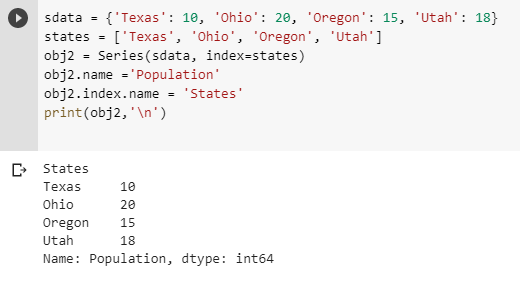 sdata = {'Texas': 10, 'Ohio': 20, 'Oregon': 15, 'Utah': 18}
states = ['Texas', 'Ohio', 'Oregon', 'Utah']
obj2 = Series(sdata, index=states)
obj2.name ='Population'
obj2.index.name = 'States'
print(obj2,'\n')
States
Texas     10
Ohio      20
Oregon    15
Utah      18
Name: Population, dtype: int64